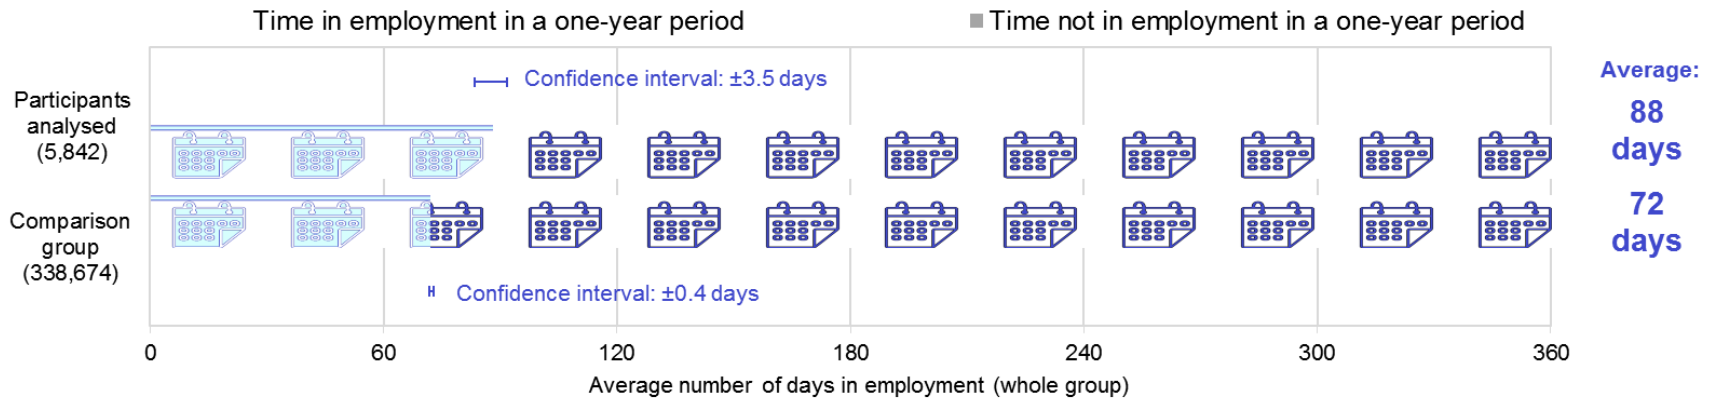 Time in employment in a one-year period
Time not in employment in a one-year period
Confidence interval: ±3.5 days
Average:
Participants
analysed
(5,842)
88
days
Comparison
group
(338,674)
72
days
Confidence interval: ±0.4 days
0 60 120 180 240 300 360
Average number of days in employment (whole group)